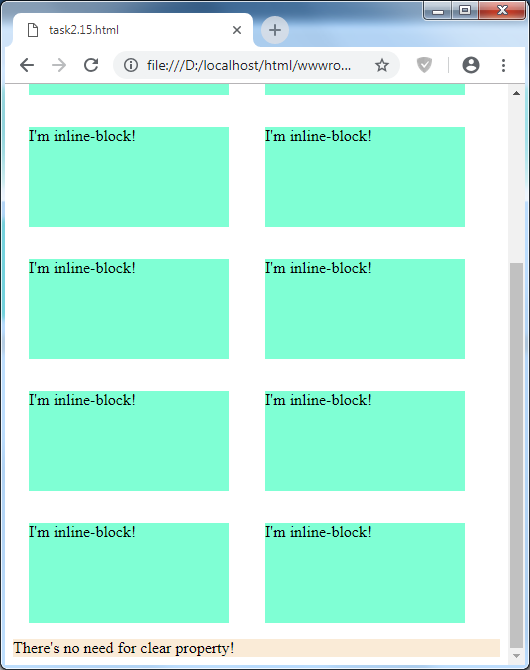 task2.15.html
file:///D:/localhost/html/wwwro...
I'm inline-block! I'm inline-block!
I'm inline-block! I'm inline-block!
I'm inline-block! I'm inline-block!
I'm inline-block! I'm inline-block!
There's no need for clear property!